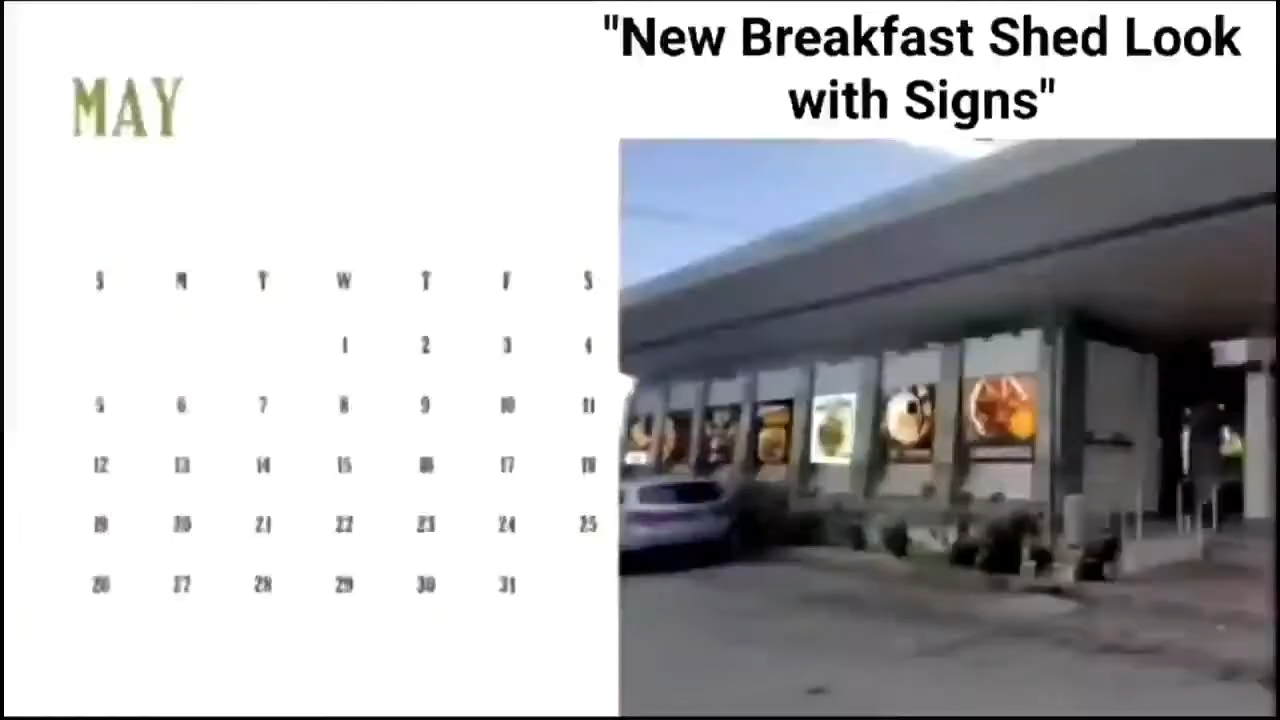 "New Breakfast Shed Look
with Signs"
MAY
S M T W T F S
1 2 3 4
5 6 7 8 9 10 11
12 13 14 15 16 17 18
19 20 21 22 23 24 25
26 27 28 29 30 31